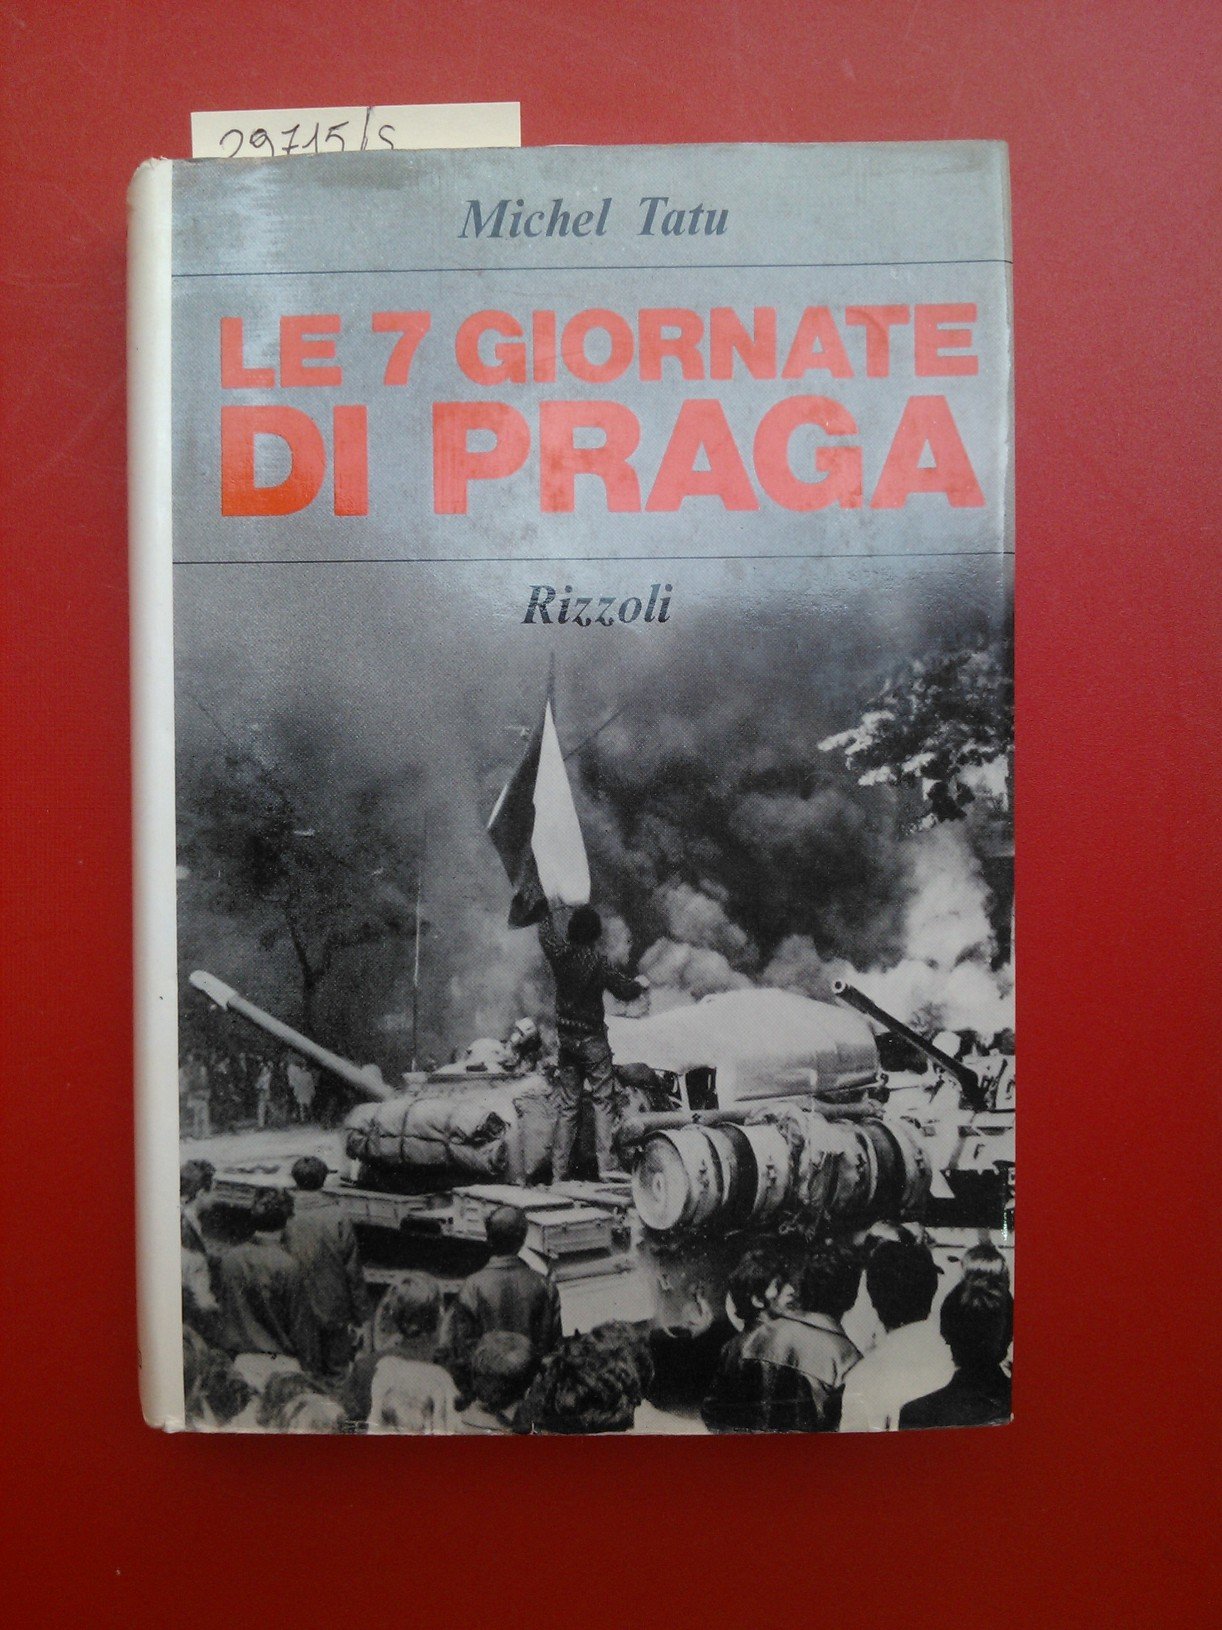 29715/S
Michel Tatu
LE 7 GIORNATE
DI PRAGA
Rizzoli